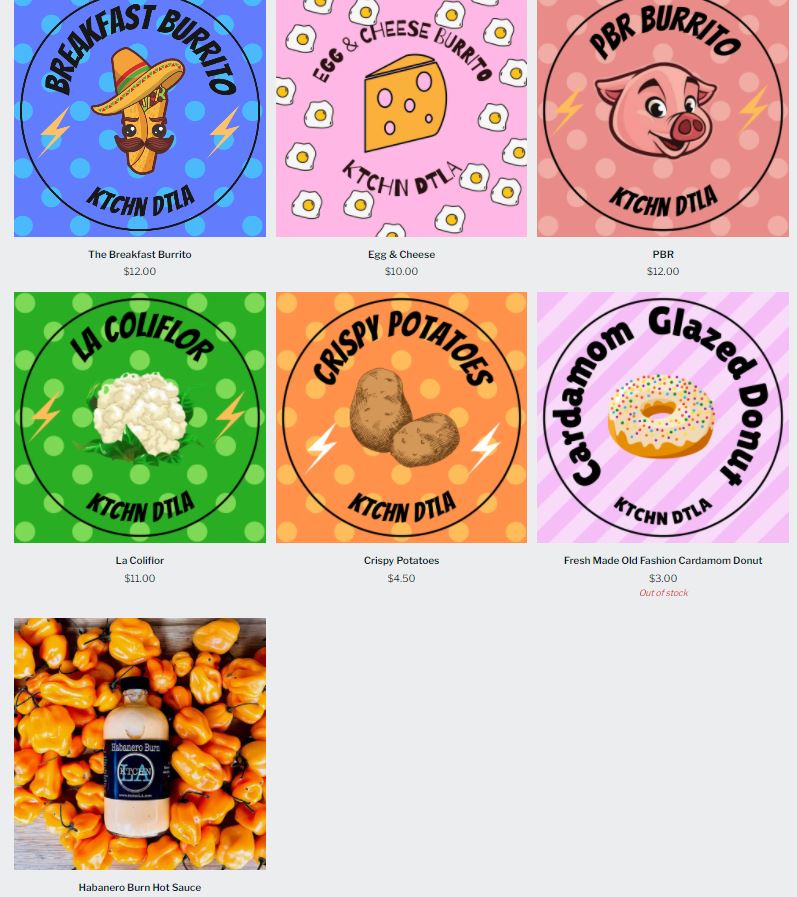 BREAKFAST BURRITO
KTCHN DTLA
EGG & CHEESE BURRITO
KTCHN DTLA
PBR BURRITO
KTCHN DTLA
The Breakfast Burrito
$12.00
Egg & Cheese
$10.00
PBR
$12.00
LA COLIFLOR
KTCHN DTLA
CRISPY POTATOES
KTCHN DTLA
Cardamom Glazed Donut
KTCHN DTLA
La Coliflor
$11.00
Crispy Potatoes
$4.50
Fresh Made Old Fashion Cardamom Donut
$3.00
Out of stock
Habanero Burn
KTCHN
LA
Habanero Burn Hot Sauce